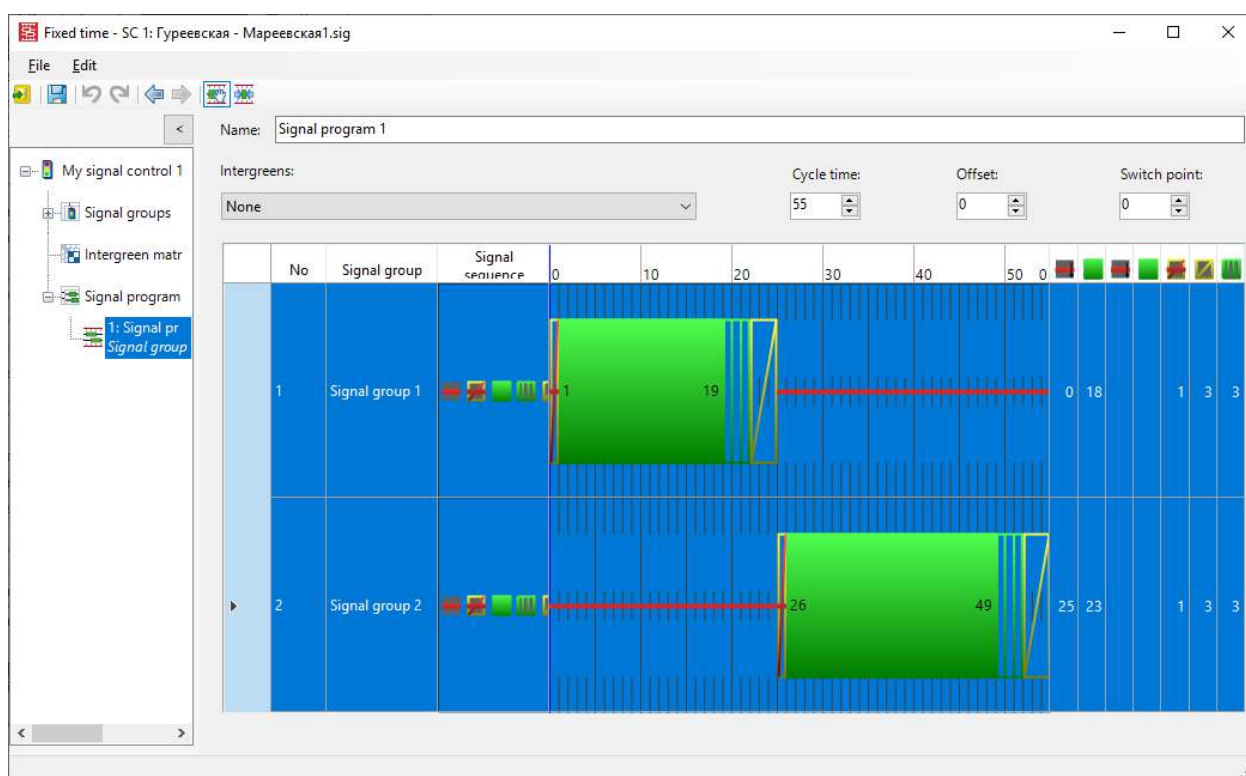 Fixed time - SC 1: Гуреевская - Мареевская1.sig
File Edit
<
Name: Signal program 1
My signal control 1
Signal groups
Intergreen matr
Signal program
1: Signal pr
Signal group
Intergreens: Cycle time: Offset: Switch point:
None 55 0 0
No Signal group Signal sequence 0 10 20 30 40 50 0
1 Signal group 1 1 19 0 18 1 3 3
2 Signal group 2 26 49 25 23 1 3 3